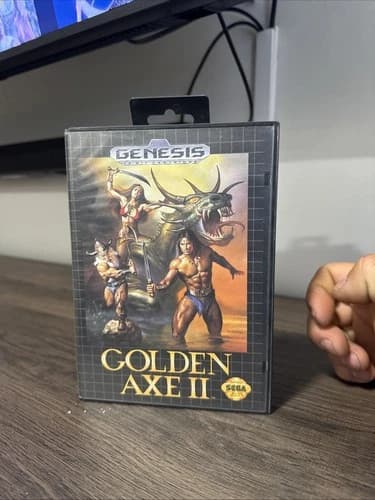 GENESIS
GOLDEN
AXE II
SEGA